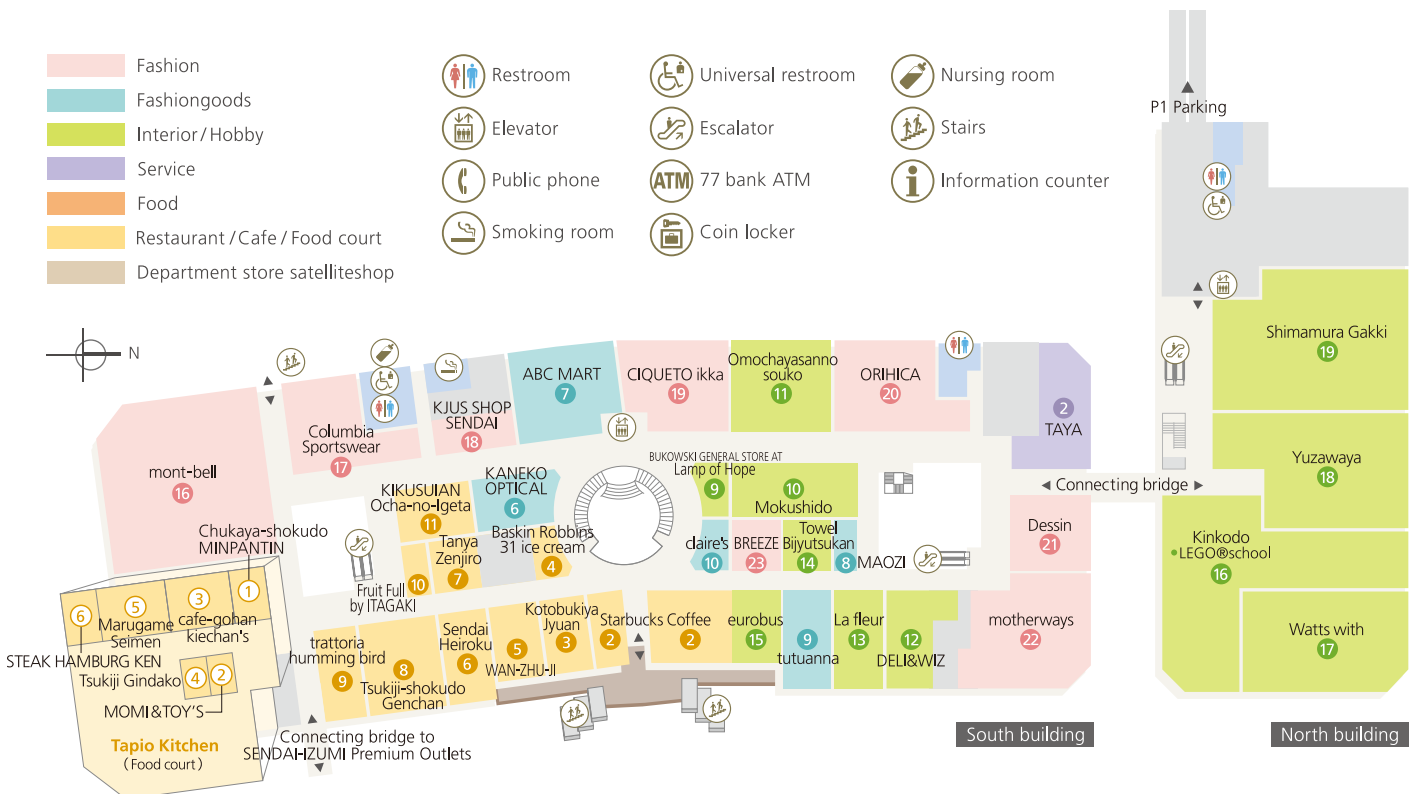 Fashion
Fashiongoods
Interior / Hobby
Service
Food
Restaurant / Cafe / Food court
Department store satelliteshop
Restroom
Elevator
Public phone
Smoking room
Universal restroom
Escalator
ATM 77 bank ATM
Coin locker
Nursing room
Stairs
Information counter
P1 Parking
N
mont-bell
16
Columbia
Sportswear
17
KJUS SHOP
SENDAI
18
ABC MART
7
CIQUETO ikka
19
Omochayasanno
souko
11
ORIHICA
20
2
TAYA
KIKUSUIAN
Ocha-no-Igeta
11
KANEKO
OPTICAL
6
BUKOWSKI GENERAL STORE AT
Lamp of Hope
9
10
Mokushido
Connecting bridge
Chukaya-shokudo
MINPANTIN
1
Fruit Full
by ITAGAKI
10
Tanya
Zenjiro
7
Baskin Robbins
31 ice cream
4
claire's
10
BREEZE
23
Towel
Bijyutsukan
14
8
MAOZI
Dessin
21
6
STEAK HAMBURG KEN
5
Marugame
Seimen
3
cafe-gohan
kiechan's
Tsukiji Gindako
4
2
MOMI&TOY'S
Tapio Kitchen
( Food court )
trattoria
humming bird
9
8
Tsukiji-shokudo
Genchan
Sendai
Heiroku
6
5
WAN-ZHU-JI
Kotobukiya
Jyuan
3
Starbucks Coffee
2
2
eurobus
15
9
tutuanna
La fleur
13
12
DELI&WIZ
motherways
22
Connecting bridge to
SENDAI-IZUMI Premium Outlets
South building
Shimamura Gakki
19
Yuzawaya
18
Kinkodo
LEGO®school
16
Watts with
17
North building